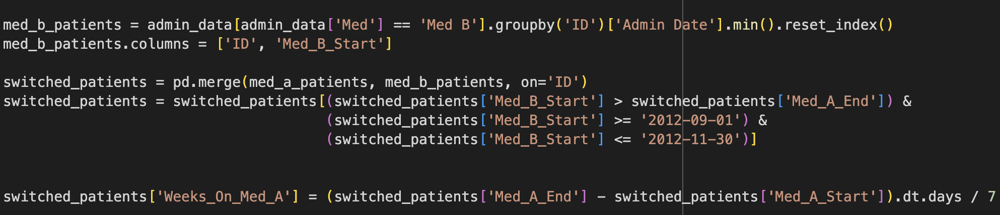 med_b_patients = admin_data[admin_data['Med'] == 'Med B'].groupby('ID')['Admin Date'].min().reset_index()
med_b_patients.columns = ['ID', 'Med_B_Start']
switched_patients = pd.merge(med_a_patients, med_b_patients, on='ID')
switched_patients = switched_patients[(switched_patients['Med_B_Start'] > switched_patients['Med_A_End']) &
(switched_patients['Med_B_Start'] >= '2012-09-01') &
(switched_patients['Med_B_Start'] <= '2012-11-30')]
switched_patients['Weeks_On_Med_A'] = (switched_patients['Med_A_End'] - switched_patients['Med_A_Start']).dt.days / 7